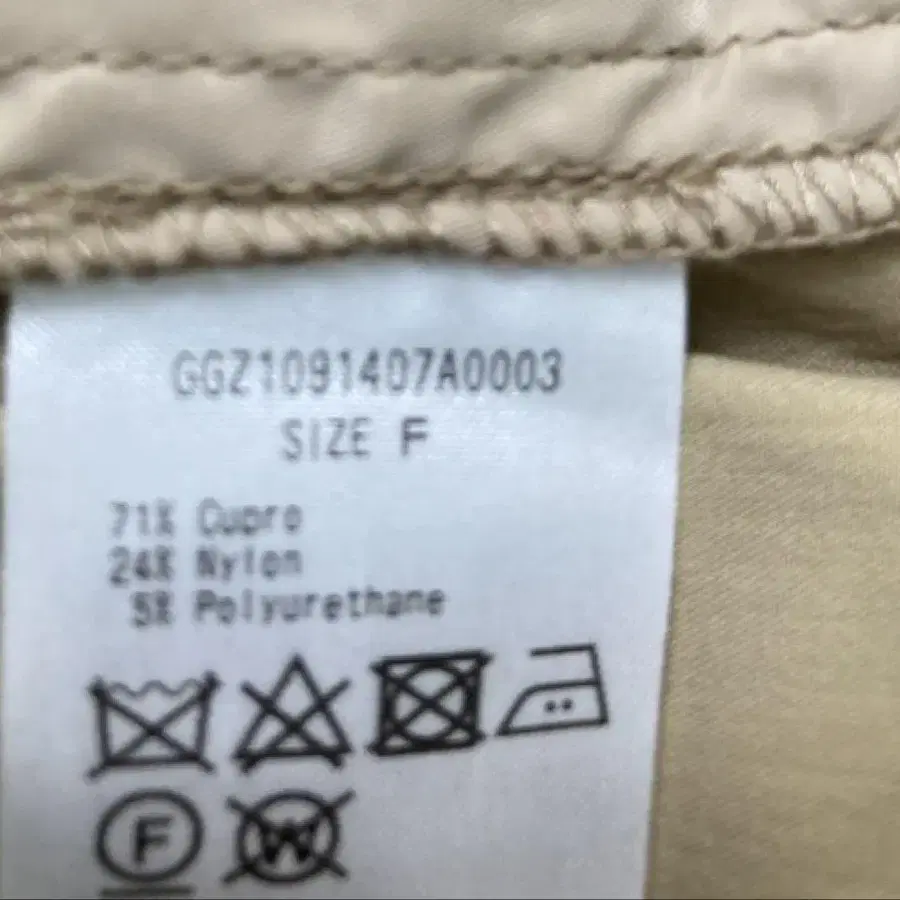 GGZ1091407A0003
SIZE F
71% Cupro
24% Nylon
5% Polyurethane
F
W